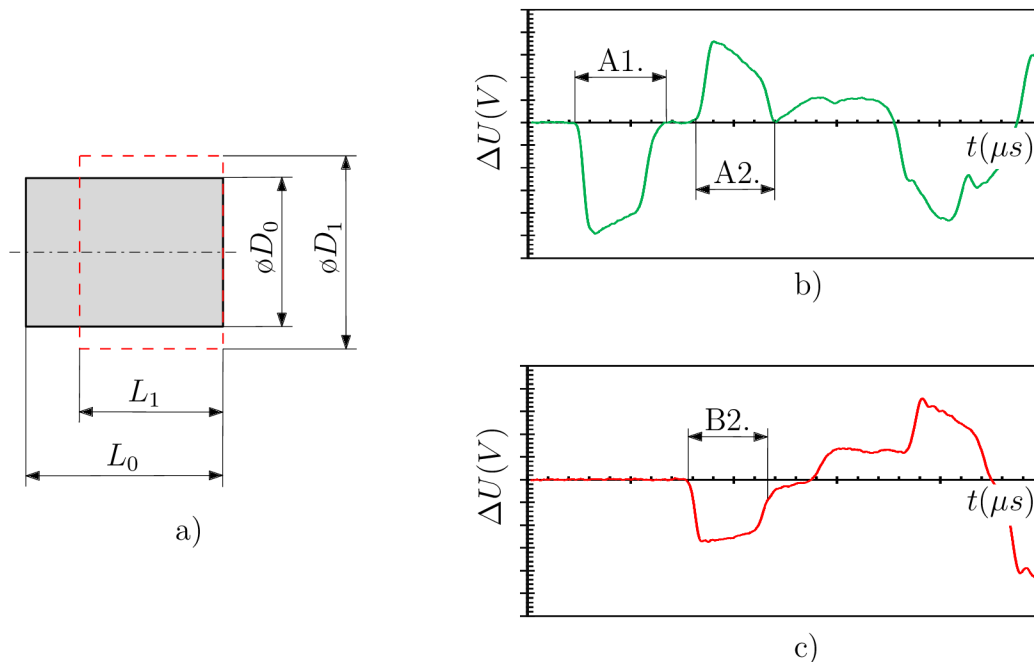 øD₀
øD₁
L₁
L₀
a)
ΔU(V)
A1.
A2.
t(μs)
b)
ΔU(V)
B2.
t(μs)
c)